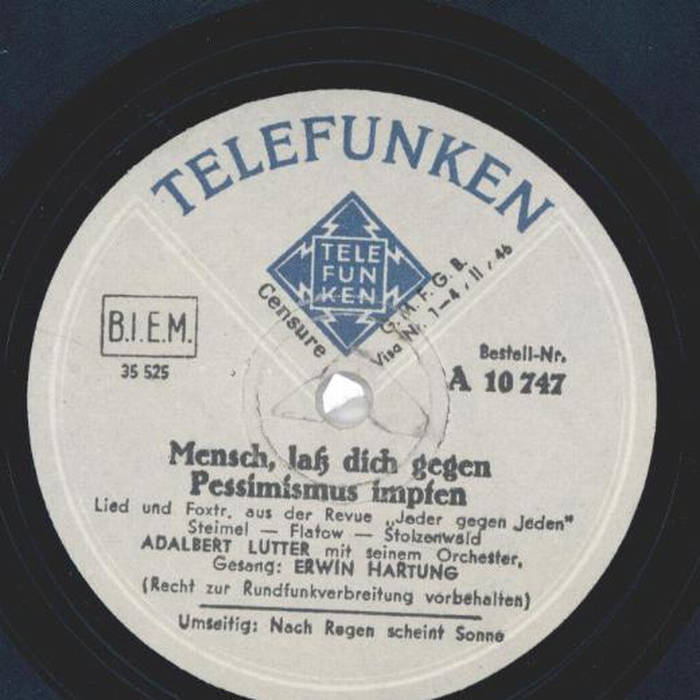 TELEFUNKEN
TELE
FUN
KEN
Censure
G. M. F. G. B.
Visa Nr. 1-4 / II / 46
B.I.E.M.
35 525
Bestell-Nr.
A 10 747
Mensch, laß dich gegen
Pessimismus impfen
Lied und Foxtr. aus der Revue „Jeder gegen Jeden"
Steimel — Flatow — Stolzenwald
ADALBERT LUTTER mit seinem Orchester,
Gesang: ERWIN HARTUNG
(Recht zur Rundfunkverbreitung vorbehalten)
Umseitig: Nach Regen scheint Sonne